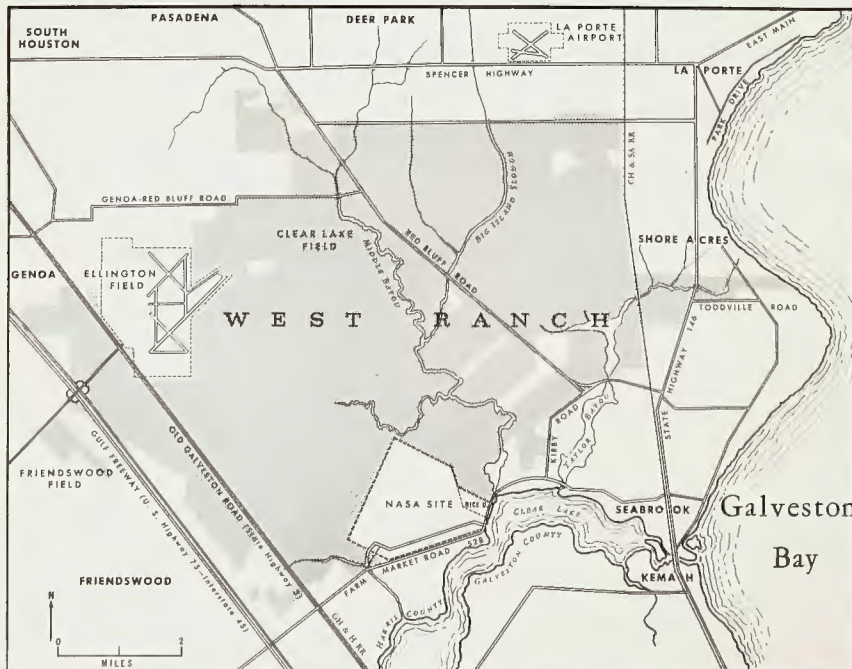 PASADENA
DEER PARK
LA PORTE
AIRPORT
SOUTH
HOUSTON
EAST MAIN
SPENCER HIGHWAY
LA PORTE
PARK DRIVE
GH & SA RR
BIG ISLAND SLOUGH
GENOA-RED BLUFF ROAD
CLEAR LAKE
FIELD
MIDDLE BAYOU
RED BLUFF ROAD
SHORE ACRES
GENOA
ELLINGTON
FIELD
WEST RANCH
TODDVILLE ROAD
STATE HIGHWAY 146
KIRBY ROAD
TAYLOR BAYOU
GULF FREEWAY (U. S. Highway 75—Interstate 45)
OLD GALVESTON ROAD (State Highway 3)
FRIENDSWOOD
FIELD
NASA SITE
RICE U
CLEAR LAKE
SEABROOK
Galveston
Bay
FARM MARKET ROAD 528
GALVESTON COUNTY
HARRIS COUNTY
KEMAH
FRIENDSWOOD
GH & H RR
N
0 2
MILES